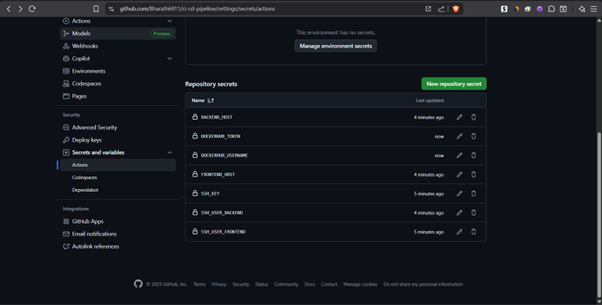 github.com/Bharath6911/ci-cd-pipeline/settings/secrets/actions
Actions
Models Preview
Webhooks
Copilot
Environments
Codespaces
Pages
Security
Advanced Security
Deploy keys
Secrets and variables
Actions
Codespaces
Dependabot
Integrations
GitHub Apps
Email notifications
Autolink references
This environment has no secrets.
Manage environment secrets
Repository secrets New repository secret
Name Last updated
BACKEND_HOST 4 minutes ago
DOCKERHUB_TOKEN now
DOCKERHUB_USERNAME now
FRONTEND_HOST 4 minutes ago
SSH_KEY 5 minutes ago
SSH_USER_BACKEND 4 minutes ago
SSH_USER_FRONTEND 5 minutes ago
© 2025 GitHub, Inc. Terms Privacy Security Status Community Docs Contact Manage cookies Do not share my personal information